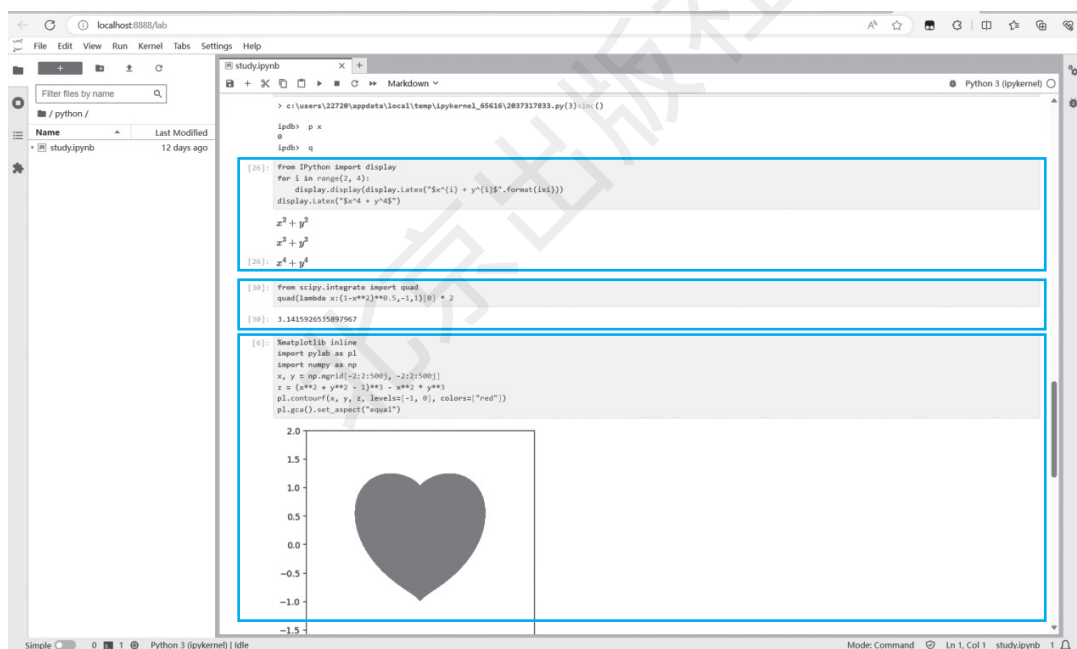 localhost:8888/lab
File Edit View Run Kernel Tabs Settings Help
study.ipynb
Filter files by name
/ python /
Name Last Modified
study.ipynb 12 days ago
Markdown
Python 3 (ipykernel)
> c:\users\22720\appdata\local\temp\ipykernel_65616\2037317833.py(3)sinc()
ipdb> p x
0
ipdb> q
[26]: from IPython import display
for i in range(2, 4):
display.display(display.Latex("$x^{i} + y^{i}$".format(i=i)))
display.Latex("$x^4 + y^4$")
x² + y²
x³ + y³
[26]: x⁴ + y⁴
[30]: from scipy.integrate import quad
quad(lambda x:(1-x**2)**0.5,-1,1)[0] * 2
[30]: 3.1415926535897967
[6]: %matplotlib inline
import pylab as pl
import numpy as np
x, y = np.mgrid[-2:2:500j, -2:2:500j]
z = (x**2 + y**2 - 1)**3 - x**2 * y**3
pl.contourf(x, y, z, levels=[-1, 0], colors=["red"])
pl.gca().set_aspect("equal")
2.0
1.5
1.0
0.5
0.0
−0.5
−1.0
−1.5
Simple 0 1 Python 3 (ipykernel) | Idle
Mode: Command Ln 1, Col 1 study.ipynb 1
北京出版社